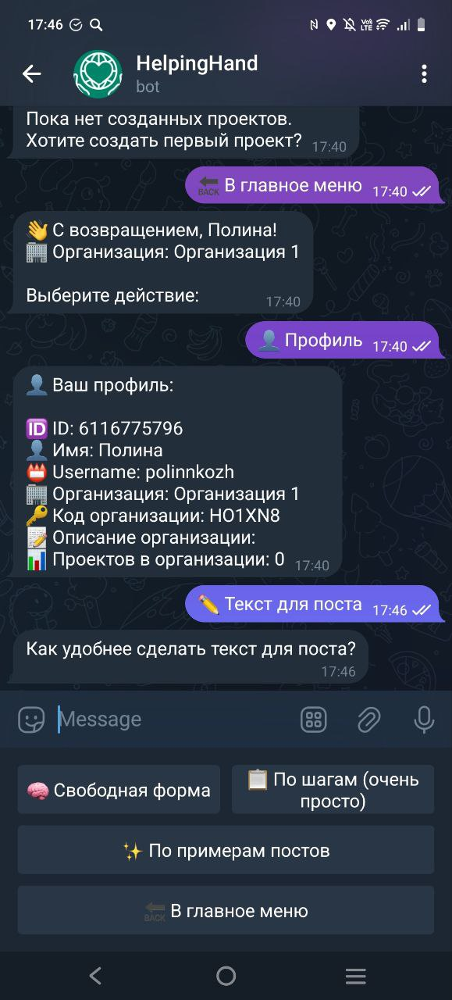 17:46
Vo)
LTE
HelpingHand
bot
Пока нет созданных проектов.
Хотите создать первый проект? 17:40
BACK В главное меню 17:40
👋 С возвращением, Полина!
🏢 Организация: Организация 1
Выберите действие:
17:40
👤 Профиль 17:40
👤 Ваш профиль:
🆔 ID: 6116775796
👤 Имя: Полина
📛 Username: polinnkozh
🏢 Организация: Организация 1
🔑 Код организации: HO1XN8
📝 Описание организации:
📊 Проектов в организации: 0 17:40
✏️ Текст для поста 17:46
Как удобнее сделать текст для поста?
17:46
Message
🧠 Свободная форма
📋 По шагам (очень
просто)
✨ По примерам постов
BACK В главное меню